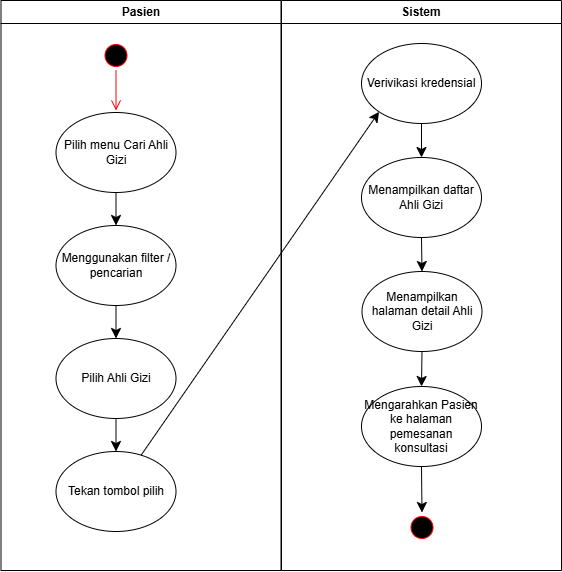 Pasien
Sistem
Pilih menu Cari Ahli
Gizi
Menggunakan filter /
pencarian
Pilih Ahli Gizi
Tekan tombol pilih
Verivikasi kredensial
Menampilkan daftar
Ahli Gizi
Menampilkan
halaman detail Ahli
Gizi
Mengarahkan Pasien
ke halaman
pemesanan
konsultasi